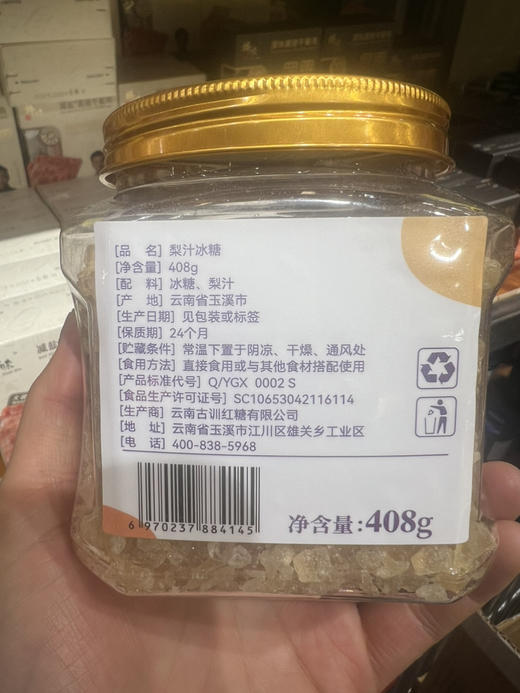 [品　名] 梨汁冰糖
[净含量] 408g
[配　料] 冰糖、梨汁
[产　地] 云南省玉溪市
[生产日期] 见包装或标签
[保质期] 24个月
[贮藏条件] 常温下置于阴凉、干燥、通风处
[食用方法] 直接食用或与其他食材搭配使用
[产品标准代号] Q/YGX 0002 S
[食品生产许可证号] SC10653042116114
[生产商] 云南古训红糖有限公司
[地　址] 云南省玉溪市江川区雄关乡工业区
[电　话] 400-838-5968
6 970237 884145
净含量:408g